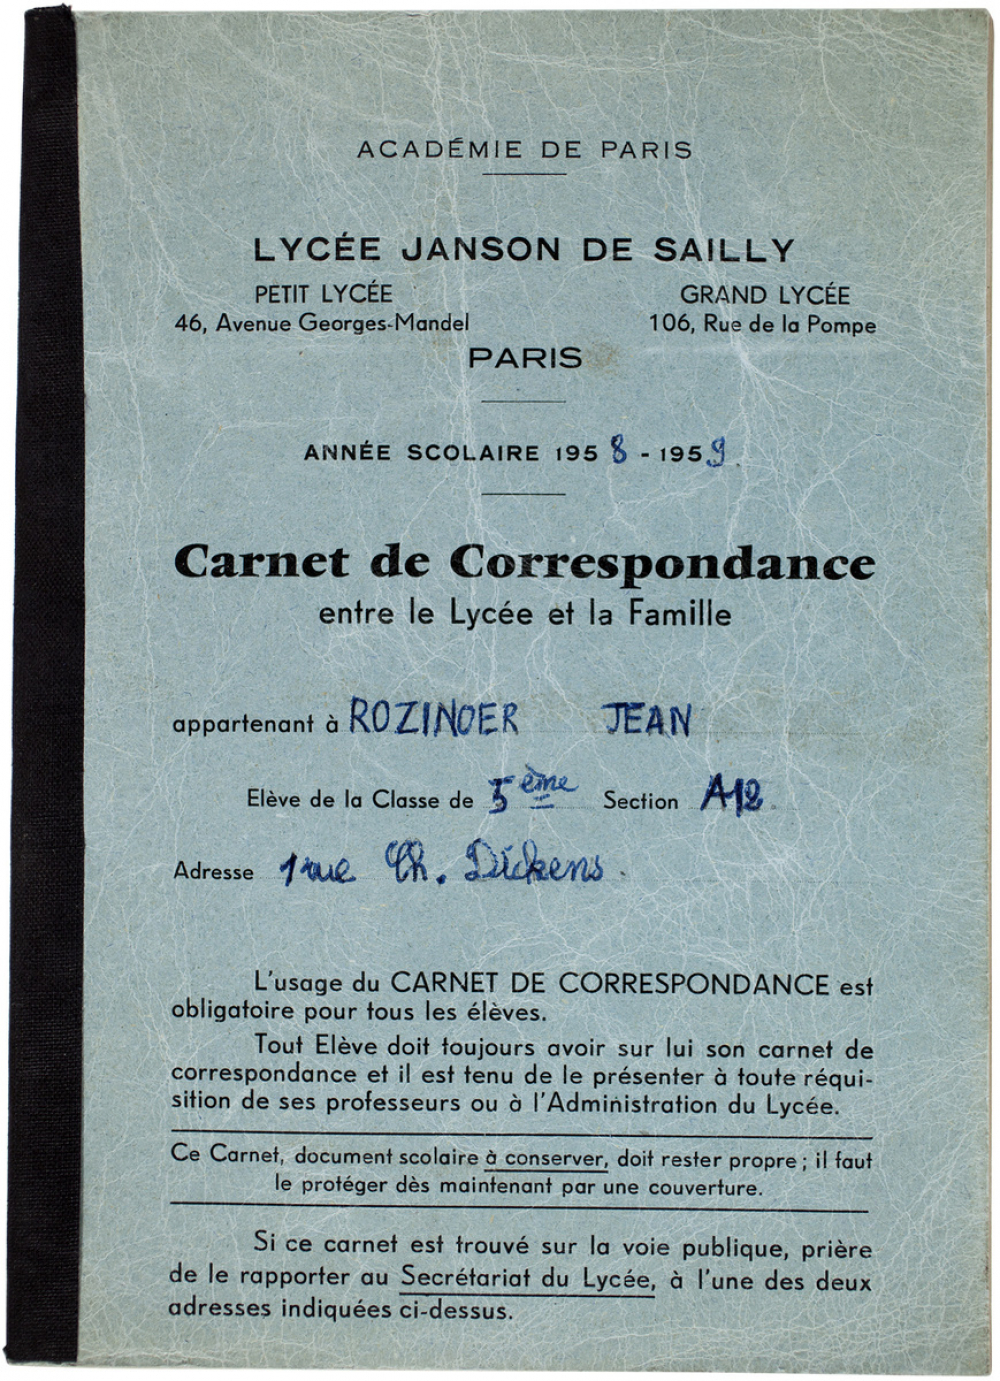 ACADÉMIE DE PARIS
LYCÉE JANSON DE SAILLY
PETIT LYCÉE GRAND LYCÉE
46, Avenue Georges-Mandel 106, Rue de la Pompe
PARIS
ANNÉE SCOLAIRE 1958 - 1959
Carnet de Correspondance
entre le Lycée et la Famille
appartenant à ROZINOER JEAN
Elève de la Classe de 5ème Section A12
Adresse 1 rue Ch. Dickens.
L'usage du CARNET DE CORRESPONDANCE est
obligatoire pour tous les élèves.
Tout Elève doit toujours avoir sur lui son carnet de
correspondance et il est tenu de le présenter à toute réqui-
sition de ses professeurs ou à l'Administration du Lycée.
Ce Carnet, document scolaire à conserver, doit rester propre ; il faut
le protéger dès maintenant par une couverture.
Si ce carnet est trouvé sur la voie publique, prière
de le rapporter au Secrétariat du Lycée, à l'une des deux
adresses indiquées ci-dessus.